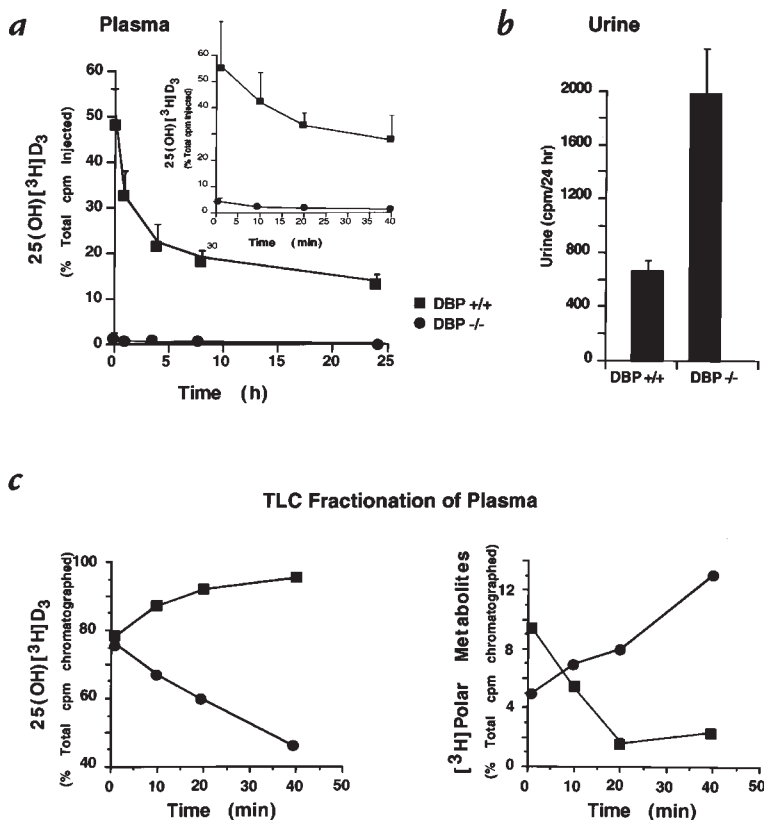 a Plasma
25(OH)[³H]D₃
(% Total cpm Injected)
60
50
40
30
20
10
0
0 5 10 15 20 25
Time (h)
25(OH)[³H]D₃
(% Total cpm Injected)
60
50
40
30
20
10
0
0 5 10 15 20 25 30 35 40
30
Time (min)
DBP +/+
DBP -/-
b Urine
Urine (cpm/24 hr)
2000
1600
1200
800
400
0
DBP +/+ DBP -/-
c
TLC Fractionation of Plasma
25(OH)[³H]D₃
(% Total cpm chromatographed)
100
80
60
40
0 10 20 30 40 50
Time (min)
[³H]Polar Metabolites
(% Total cpm chromatographed)
12
8
4
0
0 10 20 30 40 50
Time (min)